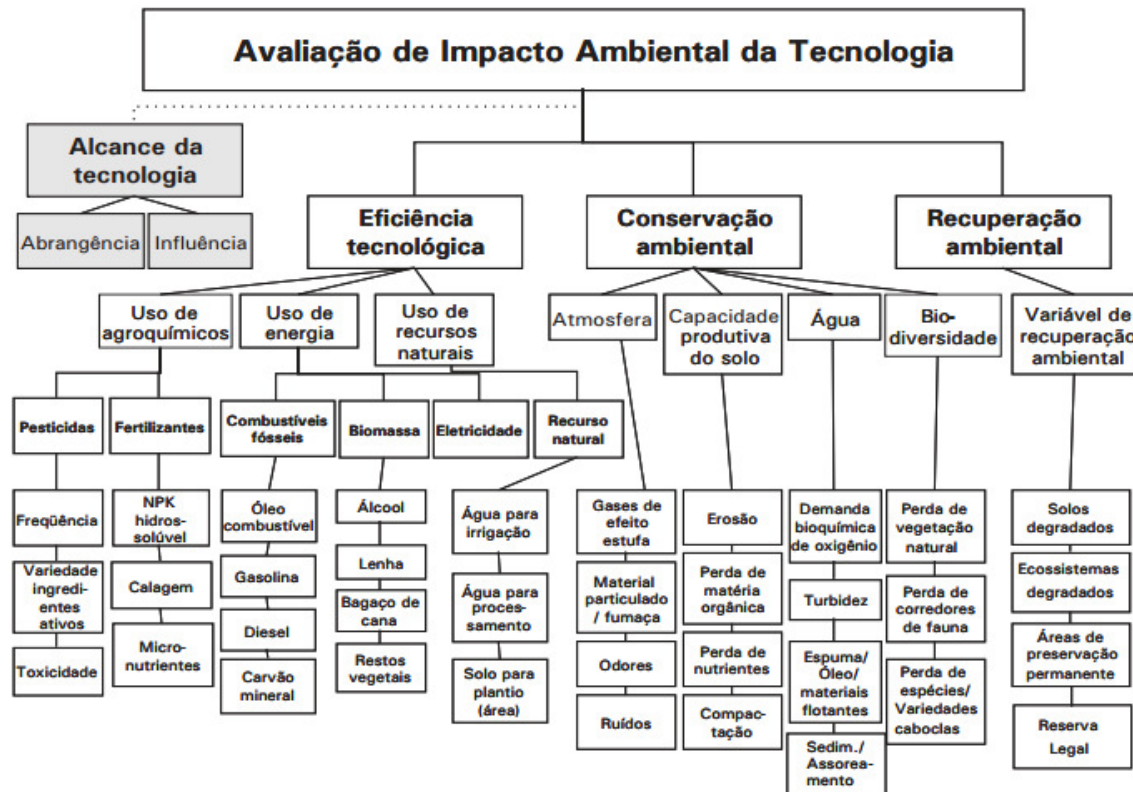 Avaliação de Impacto Ambiental da Tecnologia
Alcance da
tecnologia
Abrangência
Influência
Eficiência
tecnológica
Conservação
ambiental
Recuperação
ambiental
Uso de
agroquímicos
Uso de
energia
Uso de
recursos
naturais
Atmosfera
Capacidade
produtiva
do solo
Água
Bio-
diversidade
Variável de
recuperação
ambiental
Pesticidas
Fertilizantes
Combustíveis
fósseis
Biomassa
Eletricidade
Recurso
natural
Freqüência
Variedade
ingredi-
entes
ativos
Toxicidade
NPK
hidros-
solúvel
Calagem
Micro-
nutrientes
Óleo
combustível
Gasolina
Diesel
Carvão
mineral
Álcool
Lenha
Bagaço de
cana
Restos
vegetais
Água para
irrigação
Água para
proces-
samento
Solo para
plantio
(área)
Gases de
efeito
estufa
Material
particulado
/ fumaça
Odores
Ruídos
Erosão
Perda de
matéria
orgânica
Perda de
nutrientes
Compac-
tação
Demanda
bioquímica
de oxigênio
Turbidez
Espuma/
Óleo/
materiais
flotantes
Sedim./
Assorea-
mento
Perda de
vegetação
natural
Perda de
corredores
de fauna
Perda de
espécies/
Variedades
caboclas
Solos
degradados
Ecossistemas
degradados
Áreas de
preservação
permanente
Reserva
Legal